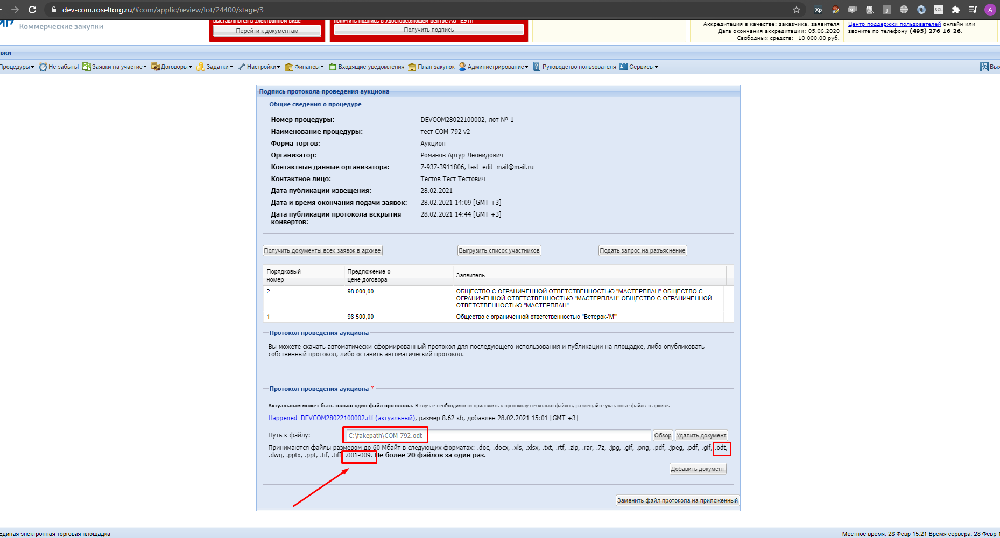 dev-com.roseltorg.ru/#com/applic/review/lot/24400/stage/3
Xp
SCL
A
Коммерческие закупки
выставляются в электронном виде
Перейти к документам
получить подпись в Удостоверяющем центре АО "ЕЭТП"
Получить подпись
Аккредитация в качестве: заказчика, заявителя
Дата окончания аккредитации: 05.06.2020
Свободных средств: -10 000,00 руб.
Центр поддержки пользователей онлайн или
звоните по телефону (495) 276-16-26.
вки
Процедуры Не забыть! Заявки на участие Договоры Задатки Настройки Финансы Входящие уведомления План закупок Администрирование Руководство пользователя Сервисы Вых
Подпись протокола проведения аукциона
Общие сведения о процедуре
Номер процедуры: DEVCOM28022100002, лот № 1
Наименование процедуры: тест COM-792 v2
Форма торгов: Аукцион
Организатор: Романов Артур Леонидович
Контактные данные организатора: 7-937-3911806, test_edit_mail@mail.ru
Контактное лицо: Тестов Тест Тестович
Дата публикации извещения: 28.02.2021
Дата и время окончания подачи заявок: 28.02.2021 14:09 [GMT +3]
Дата публикации протокола вскрытия конвертов: 28.02.2021 14:44 [GMT +3]
Получить документы всех заявок в архиве Выгрузить список участников Подать запрос на разъяснение
Порядковый номер Предложение о цене договора Заявитель
2 98 000,00 ОБЩЕСТВО С ОГРАНИЧЕННОЙ ОТВЕТСТВЕННОСТЬЮ "МАСТЕРПЛАН" ОБЩЕСТВО С
ОГРАНИЧЕННОЙ ОТВЕТСТВЕННОСТЬЮ "МАСТЕРПЛАН" ОБЩЕСТВО С ОГРАНИЧЕННОЙ
ОТВЕТСТВЕННОСТЬЮ "МАСТЕРПЛАН"
1 98 500,00 Общество с ограниченной ответственностью "Ветерок-'М'"
Протокол проведения аукциона
Вы можете скачать автоматически сформированный протокол для последующего использования и публикации на площадке, либо опубликовать
собственный протокол, либо оставить автоматический протокол.
Протокол проведения аукциона *
Актуальным может быть только один файл протокола. В случае необходимости приложить к протоколу несколько файлов, размещайте указанные файлы в архиве.
Happened_DEVCOM28022100002.rtf (актуальный), размер 8.62 кб, добавлен 28.02.2021 15:01 [GMT +3]
Путь к файлу: C:\fakepath\COM-792.odt Обзор Удалить документ
Принимаются файлы размером до 60 Мбайт в следующих форматах: .doc, .docx, .xls, .xlsx, .txt, .rtf, .zip, .rar, .7z, .jpg, .gif, .png, .pdf, .jpeg, .pdf, .gif, .odt,
.dwg, .pptx, .ppt, .tif, .tiff, .001-009. Не более 20 файлов за один раз.
Добавить документ
Заменить файл протокола на приложенный
Единая электронная торговая площадка
Местное время: 28 Февр 15:21 Время сервера: 28 Февр 1